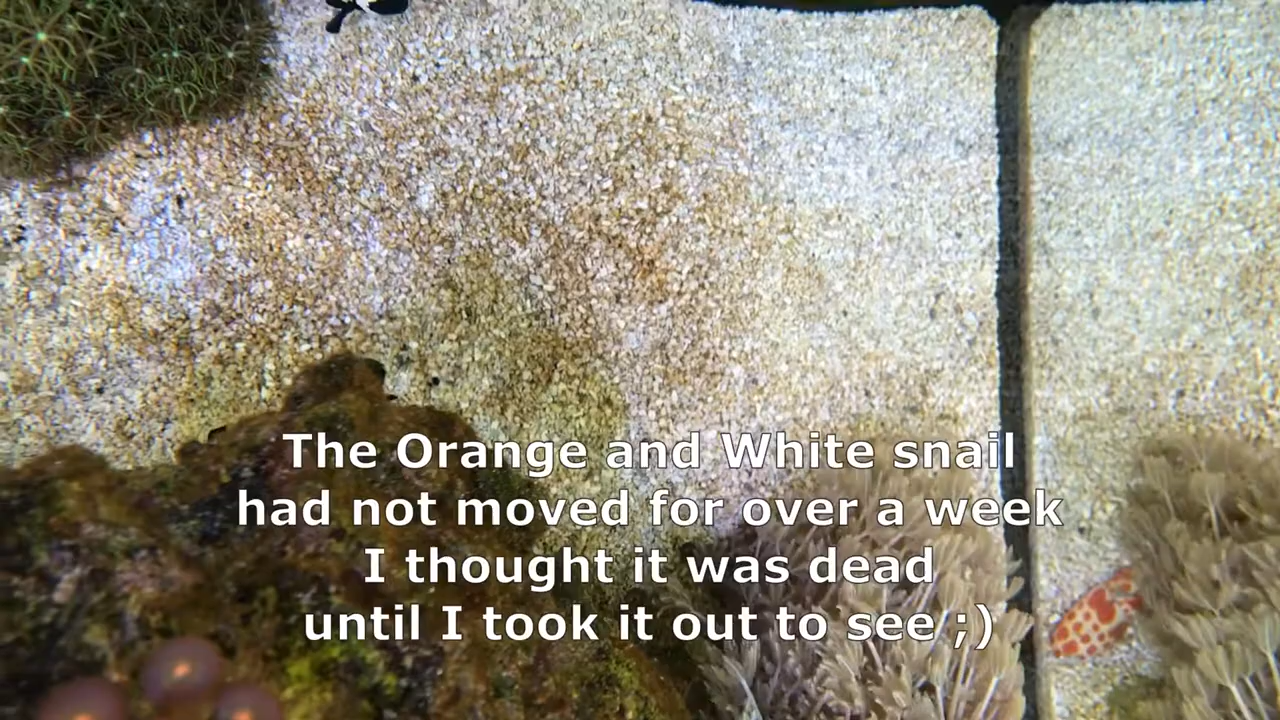 The Orange and White snail
had not moved for over a week
I thought it was dead
until I took it out to see ;)